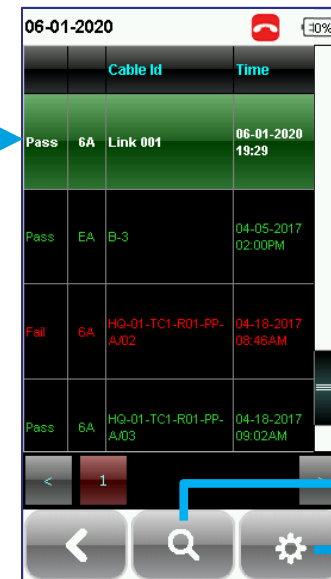 06-01-2020
30%
Cable Id Time
Pass 6A Link 001 06-01-2020
19:29
Pass EA B-3 04-05-2017
02:00PM
Fail 6A HQ-01-TC1-R01-PP- 04-18-2017
A/02 08:46AM
Pass 6A HQ-01-TC1-R01-PP- 04-18-2017
A/03 09:02AM
< 1 >